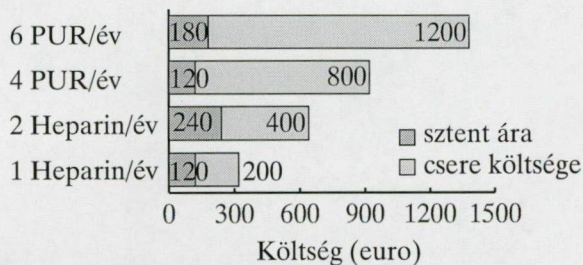 6 PUR/év 180 1200
4 PUR/év 120 800
2 Heparin/év 240 400
1 Heparin/év 120 200
sztent ára
csere költsége
0 300 600 900 1200 1500
Költség (euro)